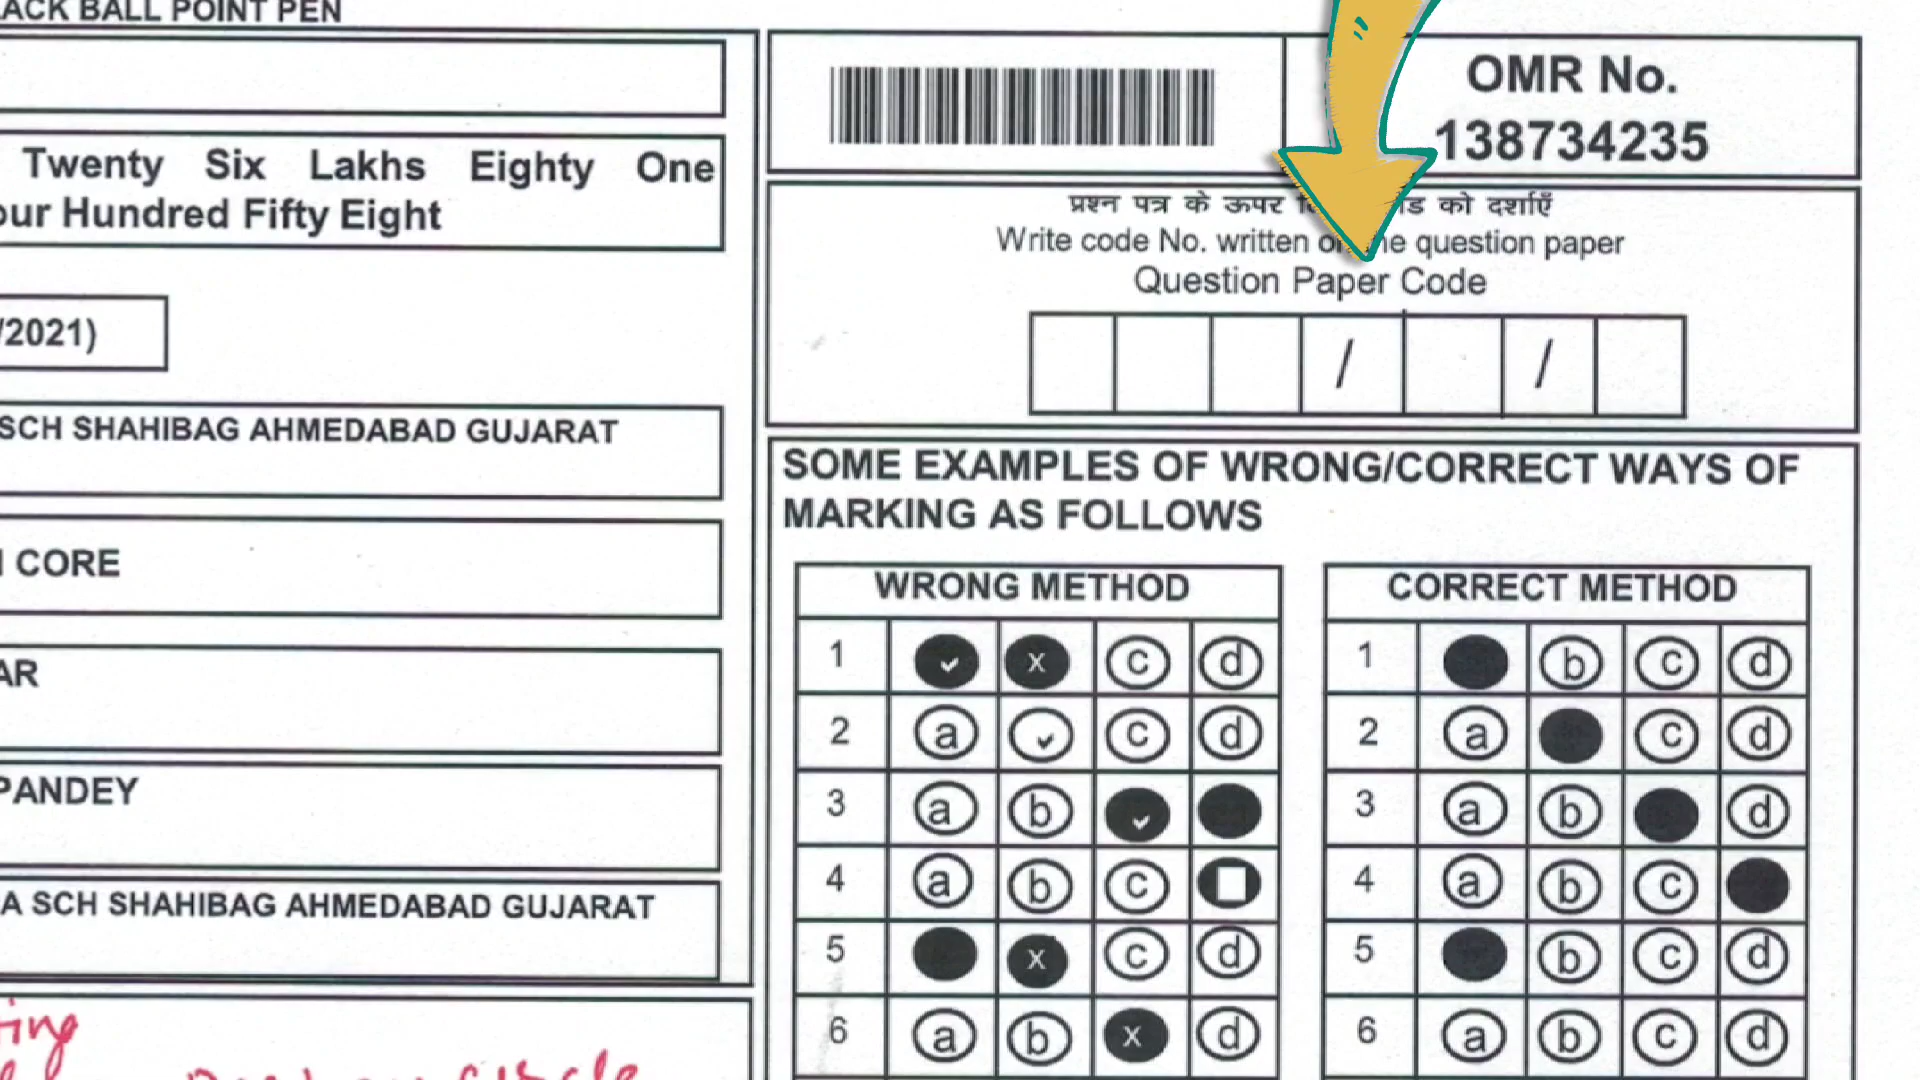 ACK BALL POINT PEN
Twenty Six Lakhs Eighty One
our Hundred Fifty Eight
/2021)
SCH SHAHIBAG AHMEDABAD GUJARAT
CORE
AR
PANDEY
A SCH SHAHIBAG AHMEDABAD GUJARAT
OMR No.
138734235
प्रश्न पत्र के ऊपर को दर्शाएँ
Write code No. written question paper
Question Paper Code
/ /
SOME EXAMPLES OF WRONG/CORRECT WAYS OF
MARKING AS FOLLOWS
WRONG METHOD
1 x c d
2 a c d
3 a b
4 a b c
5 x c d
6 a b x d
CORRECT METHOD
1 b c d
2 a c d
3 a b d
4 a b c
5 b c d
6 a b c d